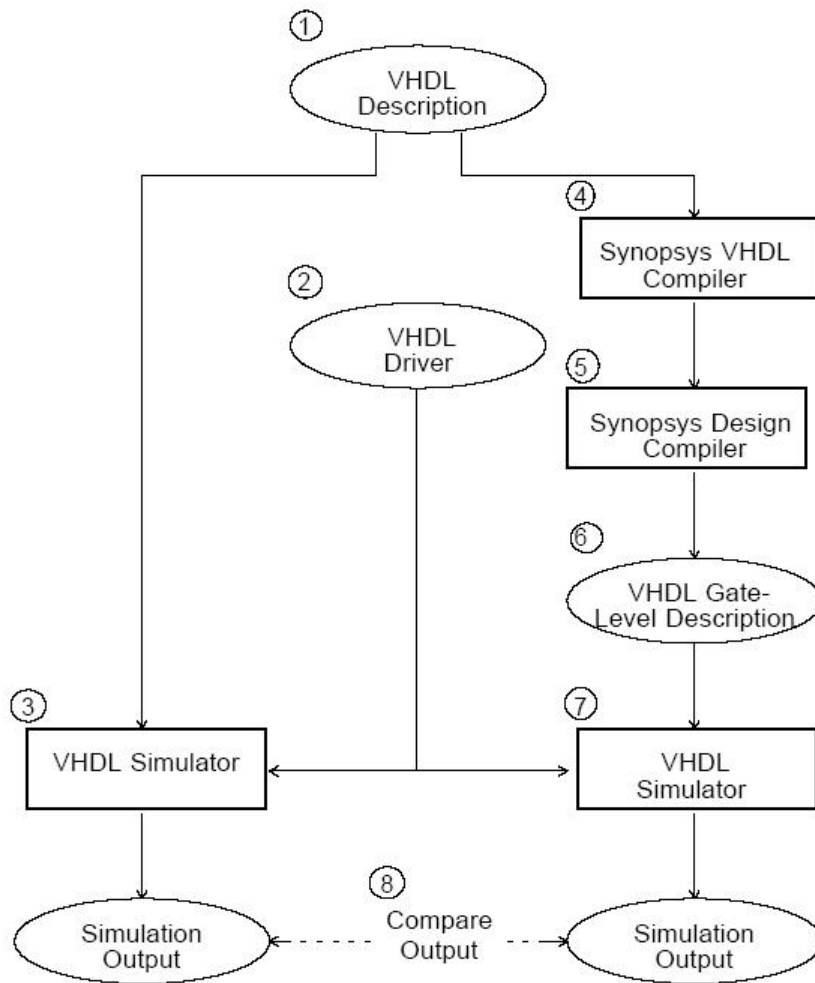 1
VHDL
Description
4
Synopsys VHDL
Compiler
2
VHDL
Driver
5
Synopsys Design
Compiler
6
VHDL Gate-
Level Description
3
VHDL Simulator
7
VHDL
Simulator
8
Compare
Output
Simulation
Output
Simulation
Output